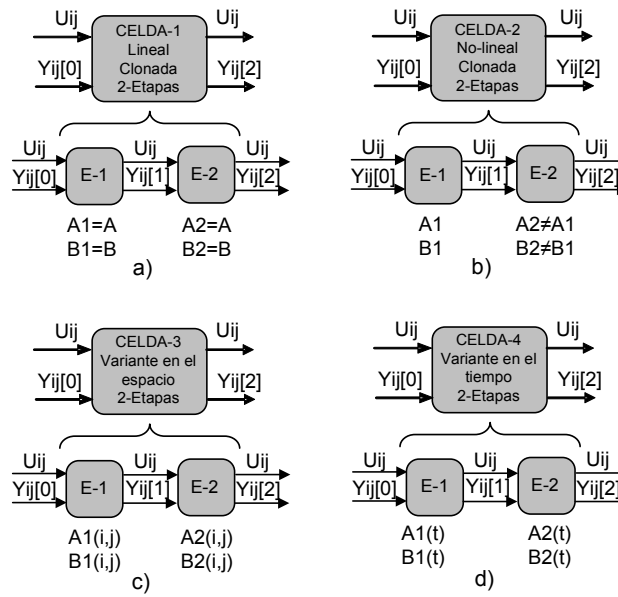 Uij
CELDA-1
Lineal
Clonada
2-Etapas
Uij
Yij[0]
Yij[2]
Uij
Yij[0]
E-1
Uij
Yij[1]
E-2
Uij
Yij[2]
A1=A
B1=B
A2=A
B2=B
a)
Uij
CELDA-2
No-lineal
Clonada
2-Etapas
Uij
Yij[0]
Yij[2]
Uij
Yij[0]
E-1
Uij
Yij[1]
E-2
Uij
Yij[2]
A1
B1
A2≠A1
B2≠B1
b)
Uij
CELDA-3
Variante en el
espacio
2-Etapas
Uij
Yij[0]
Yij[2]
Uij
Yij[0]
E-1
Uij
Yij[1]
E-2
Uij
Yij[2]
A1(i,j)
B1(i,j)
A2(i,j)
B2(i,j)
c)
Uij
CELDA-4
Variante en el
tiempo
2-Etapas
Uij
Yij[0]
Yij[2]
Uij
Yij[0]
E-1
Uij
Yij[1]
E-2
Uij
Yij[2]
A1(t)
B1(t)
A2(t)
B2(t)
d)